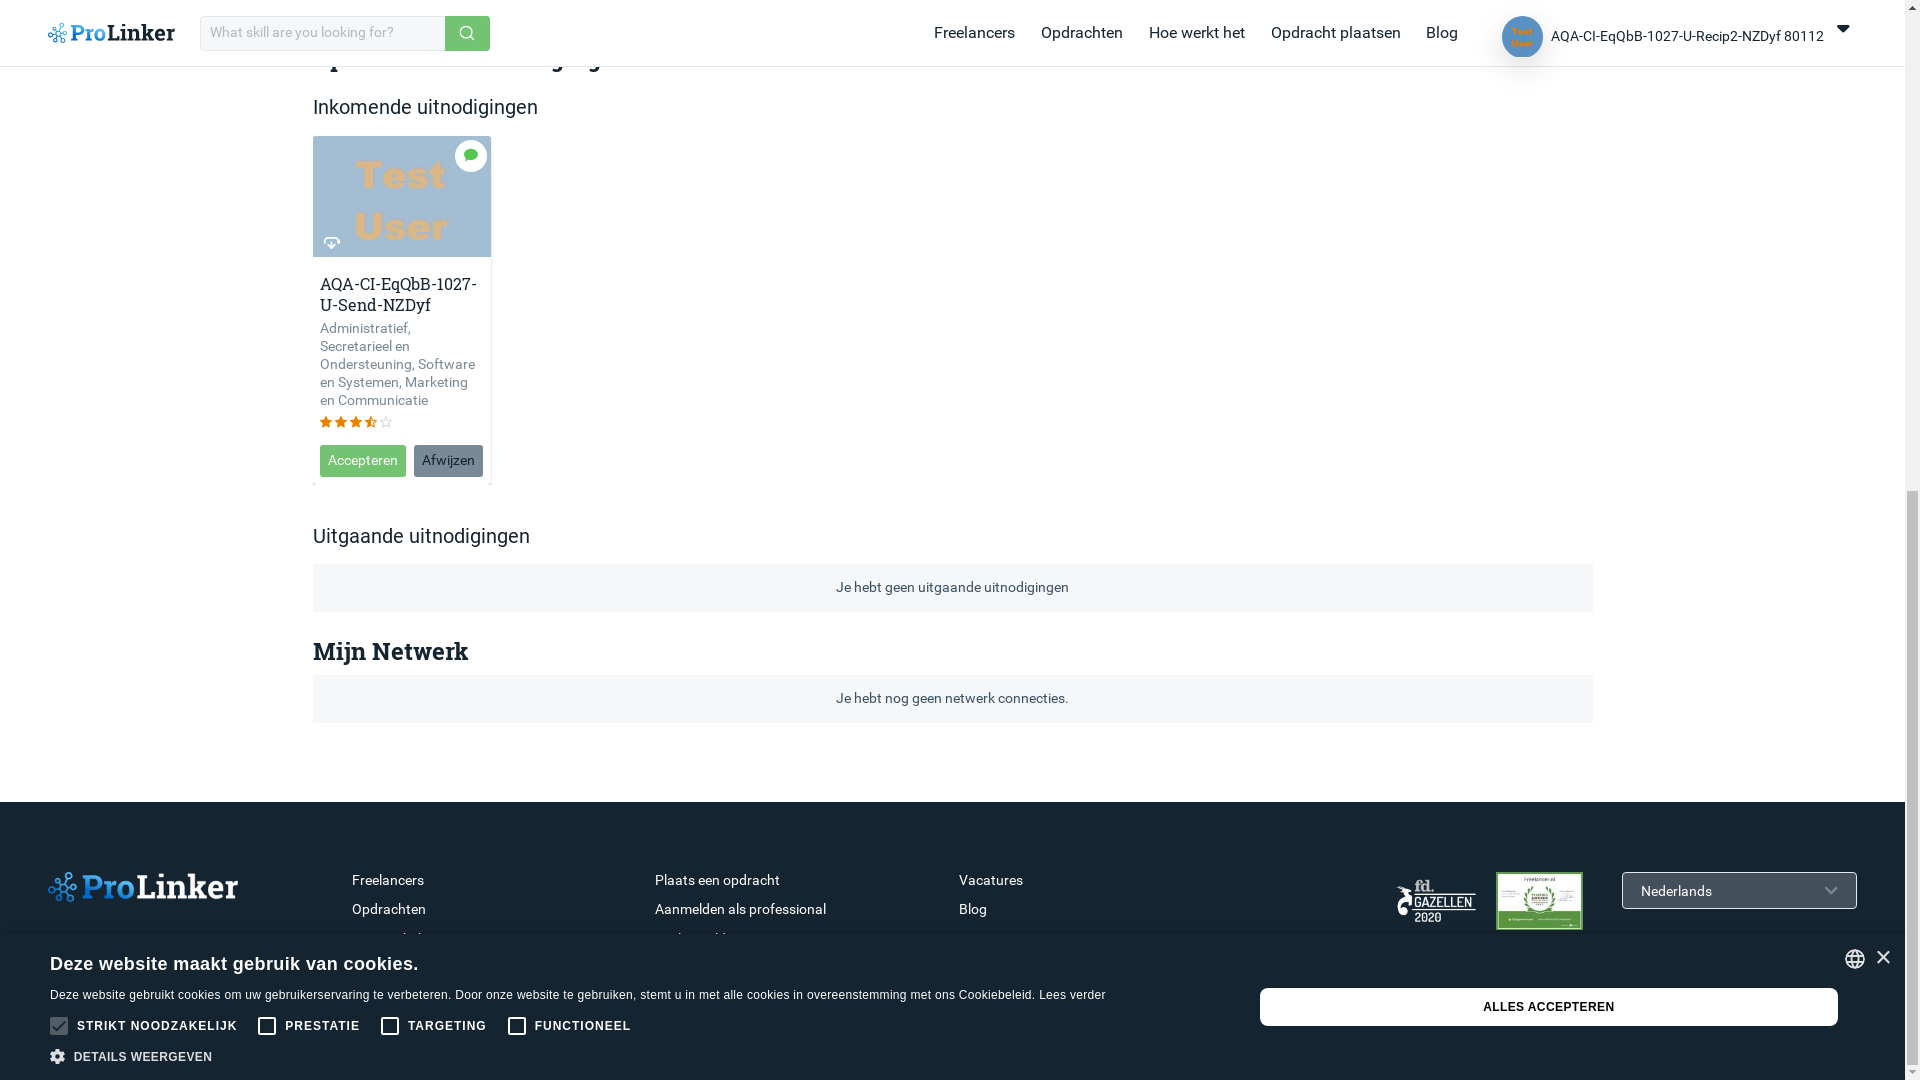 ProLinker
What skill are you looking for?
Freelancers
Opdrachten
Hoe werkt het
Opdracht plaatsen
Blog
Test
User
AQA-CI-EqQbB-1027-U-Recip2-NZDyf 80112
Inkomende uitnodigingen
Test
User
AQA-CI-EqQbB-1027-
U-Send-NZDyf
Administratief,
Secretarieel en
Ondersteuning, Software
en Systemen, Marketing
en Communicatie
Accepteren
Afwijzen
Uitgaande uitnodigingen
Je hebt geen uitgaande uitnodigingen
Mijn Netwerk
Je hebt nog geen netwerk connecties.
ProLinker
Freelancers
Opdrachten
Plaats een opdracht
Aanmelden als professional
Vacatures
Blog
fd.
GAZELLEN
2020
Freelancer.nl
Nederlands
Deze website maakt gebruik van cookies.
Deze website gebruikt cookies om uw gebruikerservaring te verbeteren. Door onze website te gebruiken, stemt u in met alle cookies in overeenstemming met ons Cookiebeleid. Lees verder
STRIKT NOODZAKELIJK
PRESTATIE
TARGETING
FUNCTIONEEL
DETAILS WEERGEVEN
ALLES ACCEPTEREN